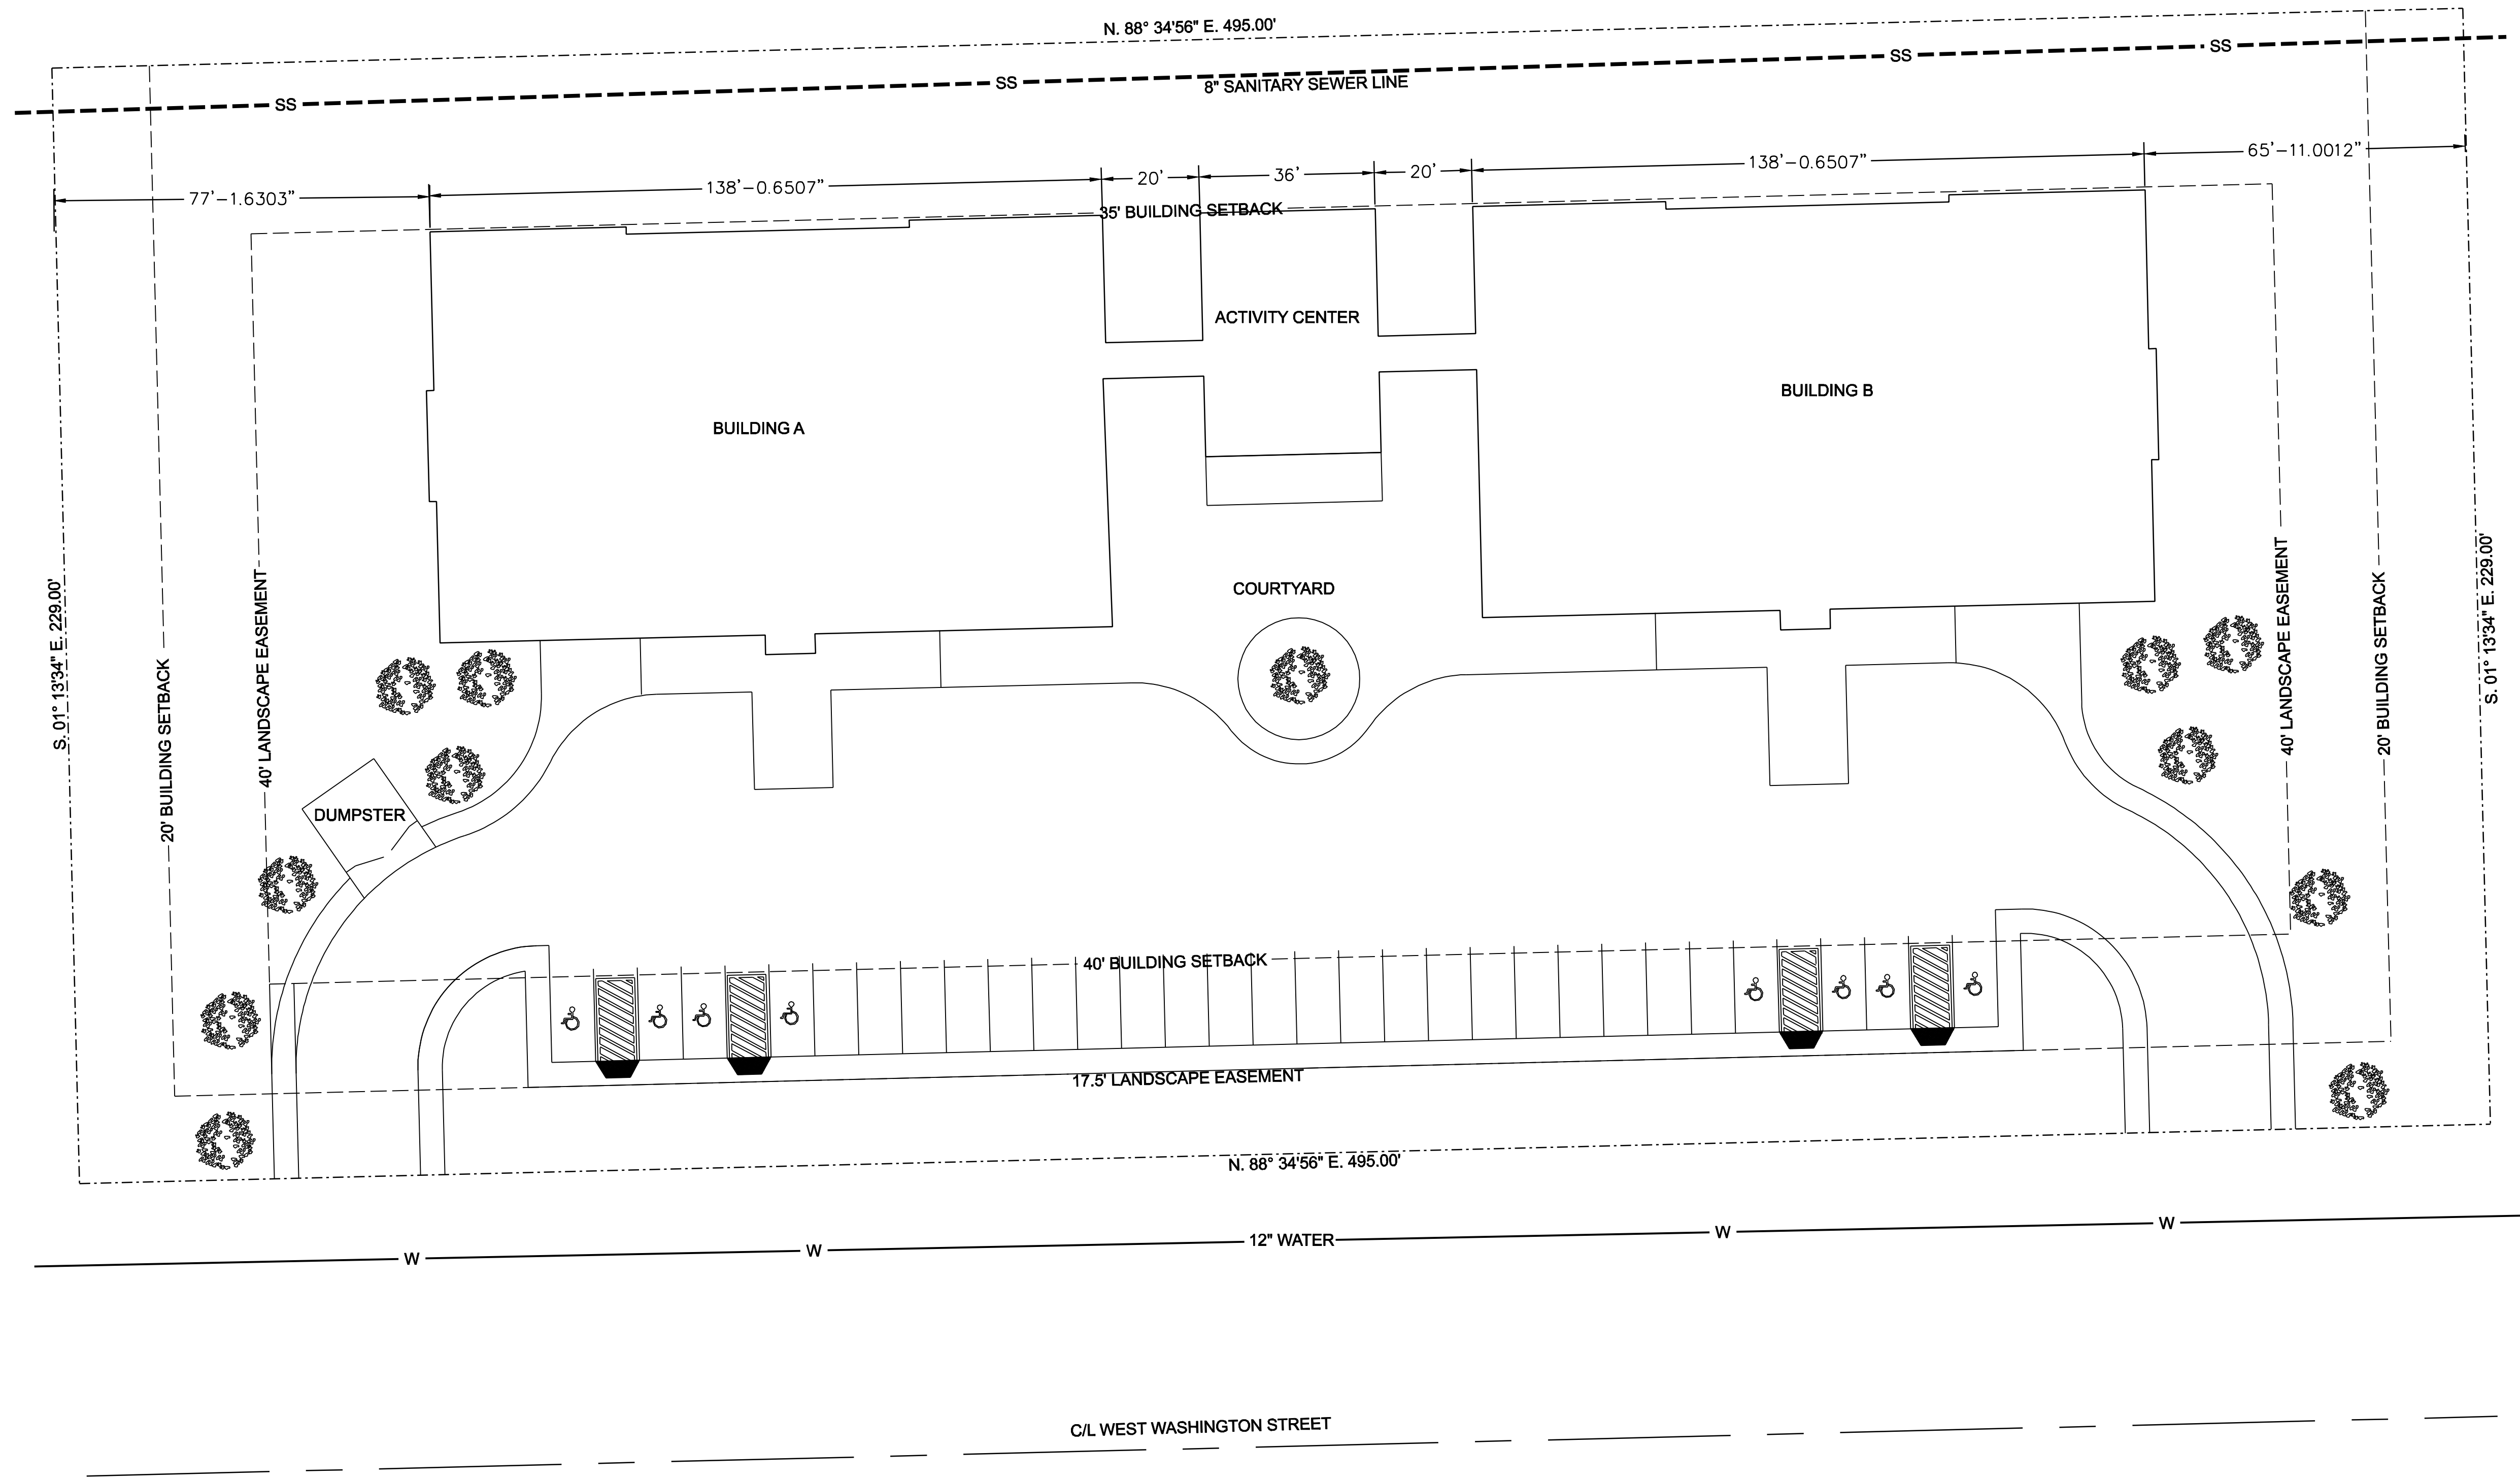 N. 88° 34'56" E. 495.00'
SS
SS
SS
SS
8" SANITARY SEWER LINE
77'-1.6303"
138'-0.6507"
20'
36'
20'
138'-0.6507"
65'-11.0012"
35' BUILDING SETBACK
ACTIVITY CENTER
BUILDING A
BUILDING B
COURTYARD
S. 01° 13'34" E. 229.00'
20' BUILDING SETBACK
40' LANDSCAPE EASEMENT
40' LANDSCAPE EASEMENT
20' BUILDING SETBACK
S. 01° 13'34" E. 229.00'
DUMPSTER
40' BUILDING SETBACK
17.5' LANDSCAPE EASEMENT
N. 88° 34'56" E. 495.00'
W
W
12" WATER
W
W
C/L WEST WASHINGTON STREET